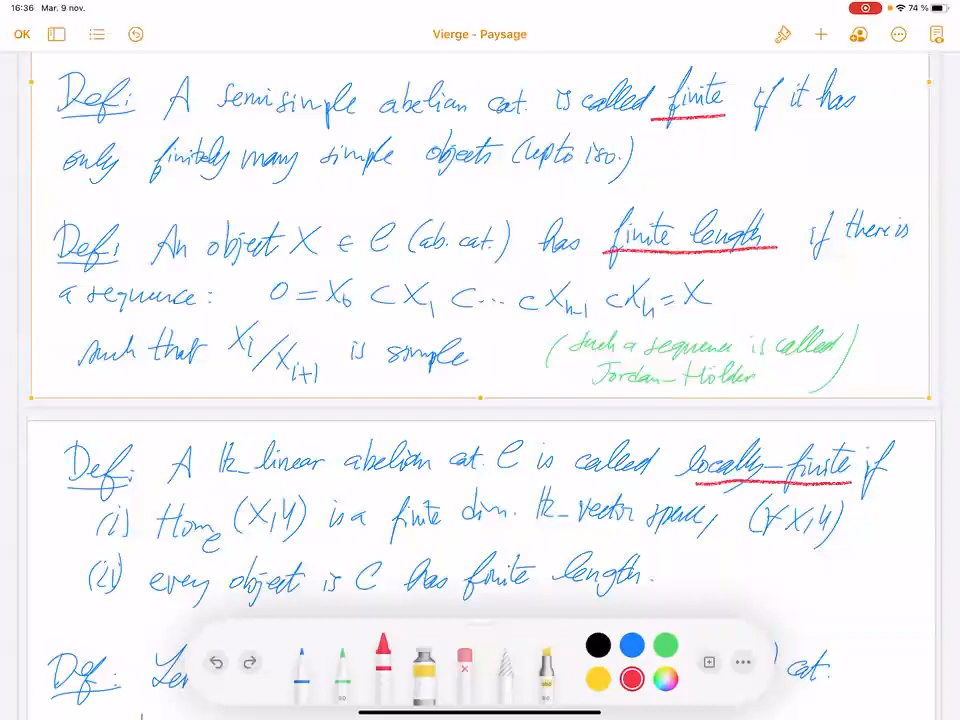 16:36 Mar. 9 nov.
74 %
OK
Vierge - Paysage
Def: A semisimple abelian cat. is called finite if it has
only finitely many simple objects (up to iso.)
Def: An object X ∈ C (ab. cat.) has finite length if there is
a sequence: 0 = X₀ ⊂ X₁ ⊂ ... ⊂ Xₙ₋₁ ⊂ Xₙ = X
such that Xᵢ/Xᵢ₊₁ is simple
(such a sequence is called
Jordan-Hölder)
Def: A k-linear abelian cat. C is called locally-finite if
(i) Hom_C (X,Y) is a finite dim. k-vector space, (∀X,Y)
(ii) every object is C has finite length.
Def: cat.